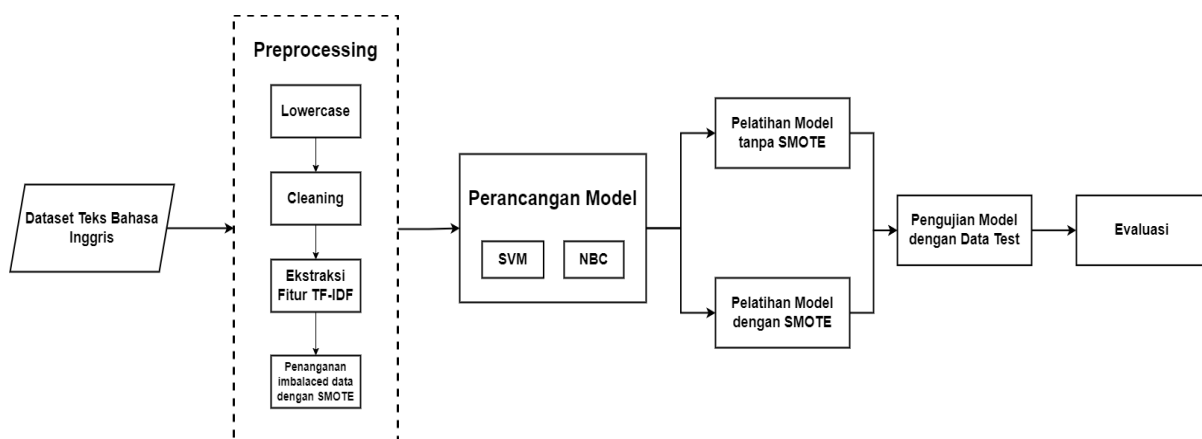 Dataset Teks Bahasa
Inggris
Preprocessing
Lowercase
Cleaning
Ekstraksi
Fitur TF-IDF
Penanganan
imbalaced data
dengan SMOTE
Perancangan Model
SVM
NBC
Pelatihan Model
tanpa SMOTE
Pelatihan Model
dengan SMOTE
Pengujian Model
dengan Data Test
Evaluasi